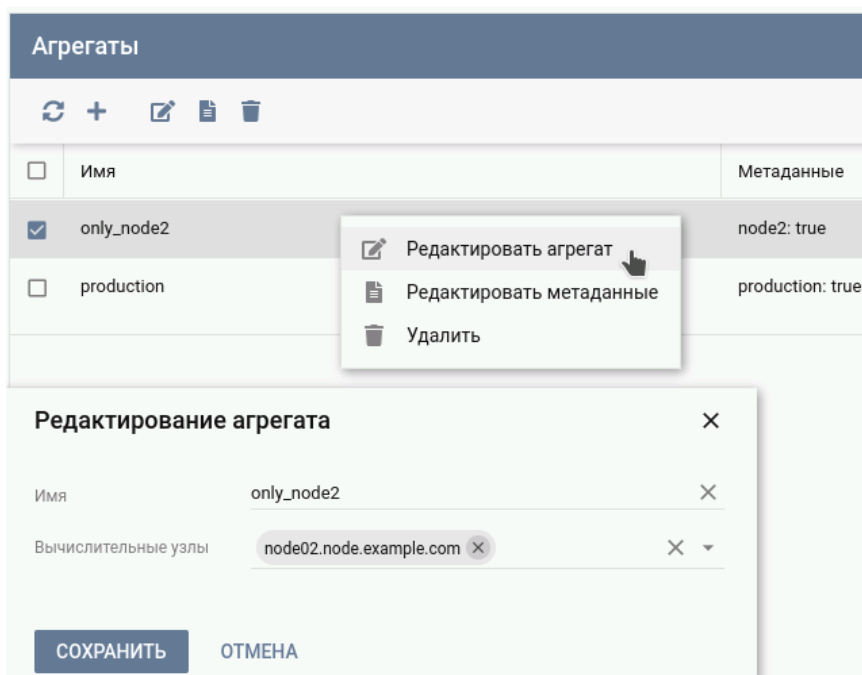 Агрегаты
Имя Метаданные
only_node2 node2: true
Редактировать агрегат
production production: true
Редактировать метаданные
Удалить
Редактирование агрегата
Имя only_node2
Вычислительные узлы node02.node.example.com
СОХРАНИТЬ ОТМЕНА